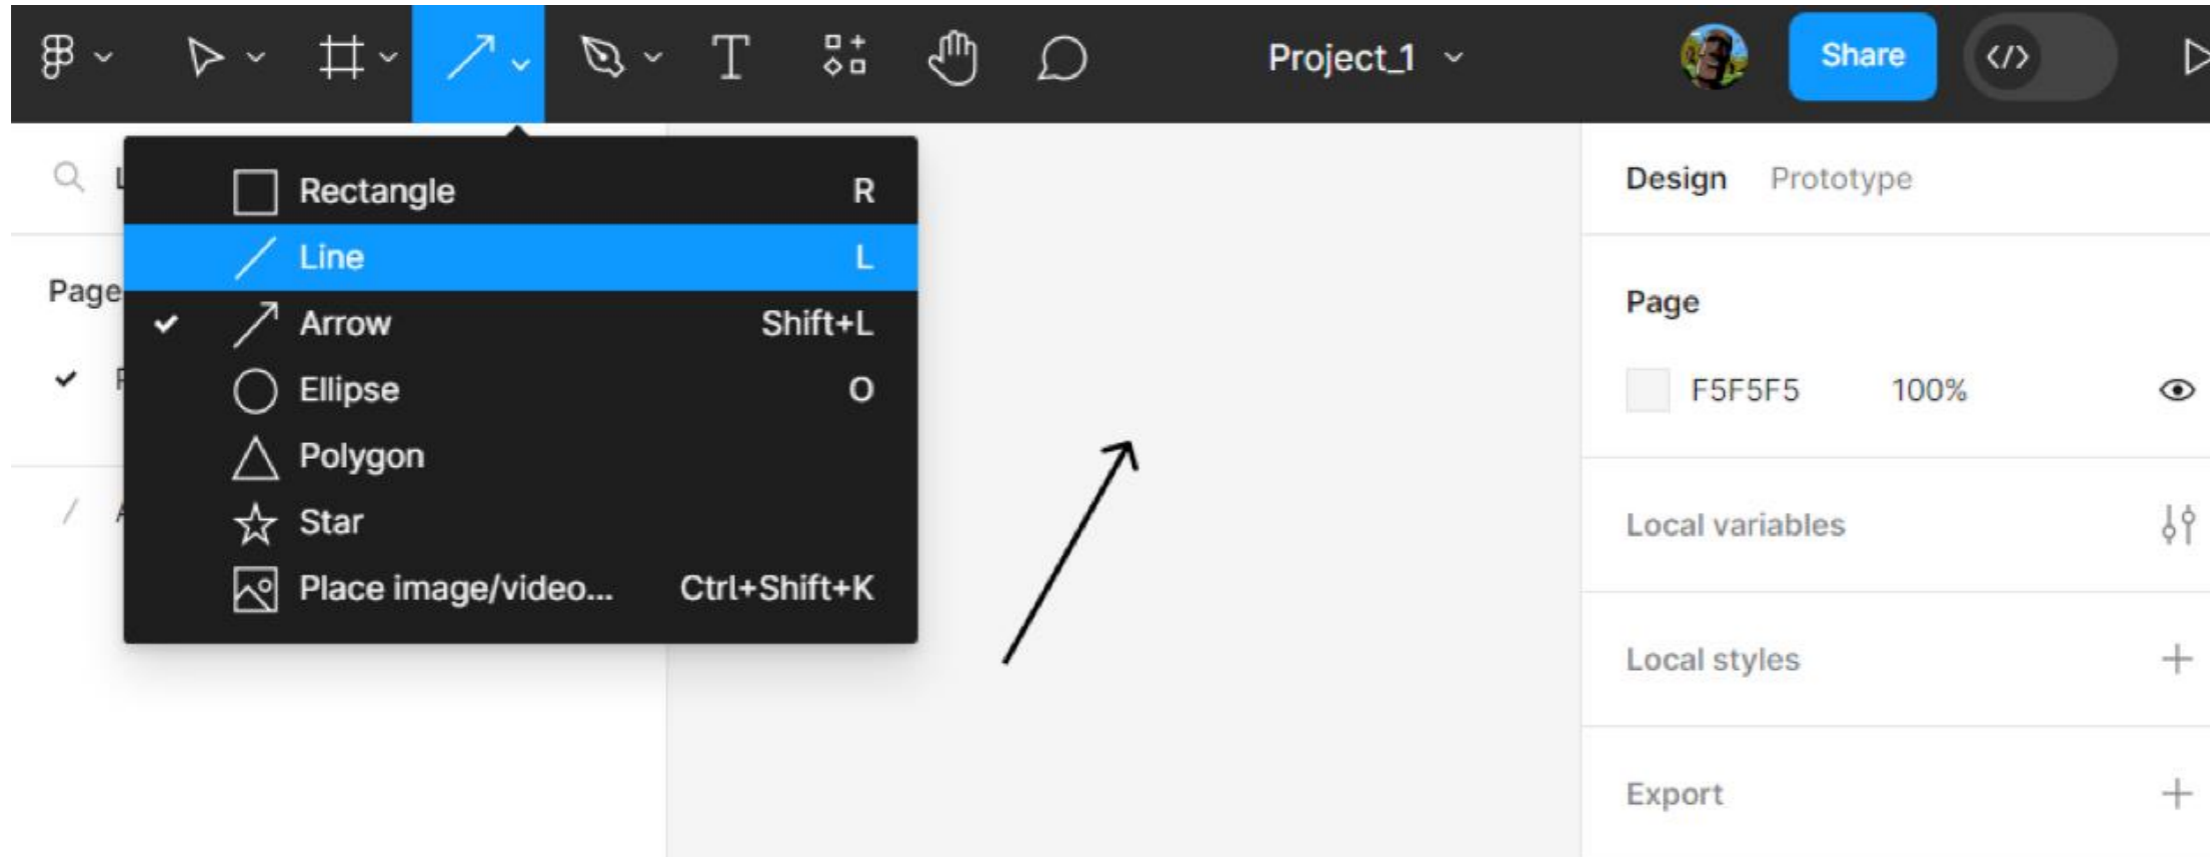 Project_1
Share
Rectangle R
Line L
Arrow Shift+L
Ellipse O
Polygon
Star
Place image/video... Ctrl+Shift+K
Page
Design Prototype
Page
F5F5F5 100%
Local variables
Local styles
Export